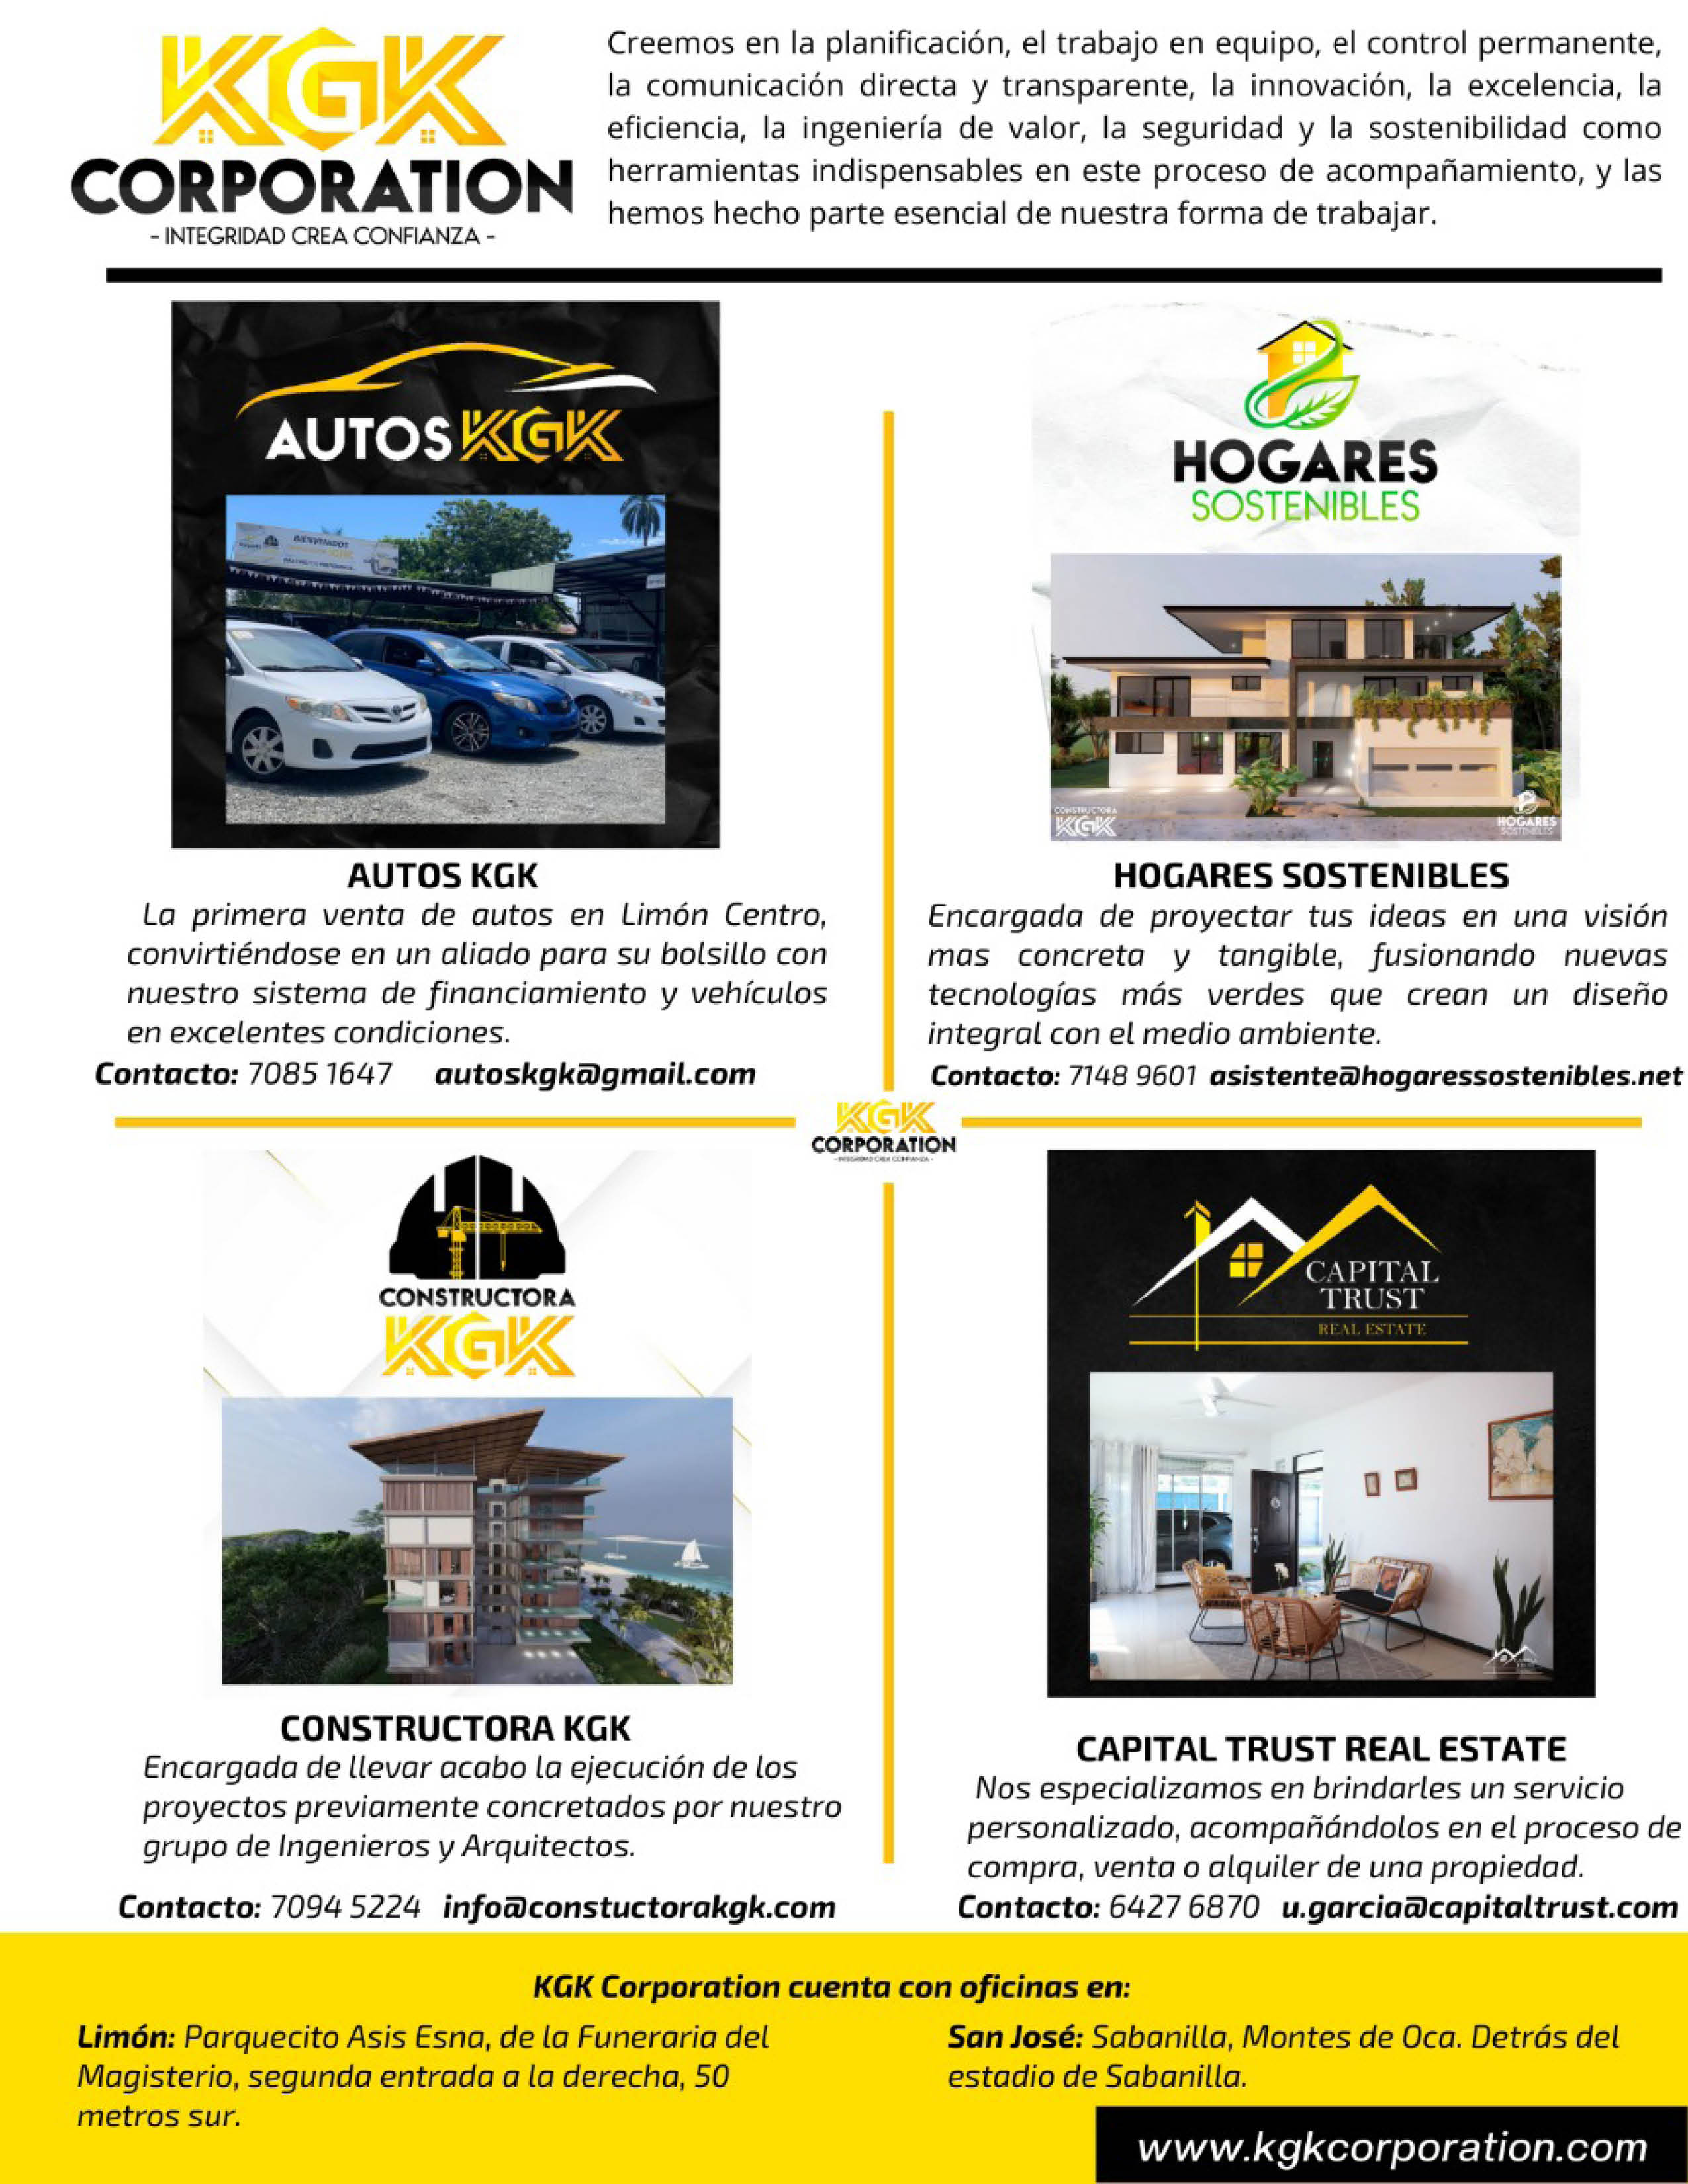 KGK
CORPORATION
- INTEGRIDAD CREA CONFIANZA -
Creemos en la planificación, el trabajo en equipo, el control permanente,
la comunicación directa y transparente, la innovación, la excelencia, la
eficiencia, la ingeniería de valor, la seguridad y la sostenibilidad como
herramientas indispensables en este proceso de acompañamiento, y las
hemos hecho parte esencial de nuestra forma de trabajar.
AUTOS KGK
BIENVENIDOS
AUTOS KGK
La primera venta de autos en Limón Centro,
convirtiéndose en un aliado para su bolsillo con
nuestro sistema de financiamiento y vehículos
en excelentes condiciones.
Contacto: 7085 1647 autoskgk@gmail.com
HOGARES
SOSTENIBLES
CONSTRUCTORA
KGK
HOGARES
SOSTENIBLES
HOGARES SOSTENIBLES
Encargada de proyectar tus ideas en una visión
mas concreta y tangible, fusionando nuevas
tecnologías más verdes que crean un diseño
integral con el medio ambiente.
Contacto: 7148 9601 asistente@hogaressostenibles.net
KGK
CORPORATION
- INTEGRIDAD CREA CONFIANZA -
CONSTRUCTORA
KGK
CONSTRUCTORA KGK
Encargada de llevar acabo la ejecución de los
proyectos previamente concretados por nuestro
grupo de Ingenieros y Arquitectos.
Contacto: 7094 5224 info@constuctorakgk.com
CAPITAL
TRUST
REAL ESTATE
CAPITAL TRUST REAL ESTATE
Nos especializamos en brindarles un servicio
personalizado, acompañándolos en el proceso de
compra, venta o alquiler de una propiedad.
Contacto: 6427 6870 u.garcia@capitaltrust.com
KGK Corporation cuenta con oficinas en:
Limón: Parquecito Asis Esna, de la Funeraria del
Magisterio, segunda entrada a la derecha, 50
metros sur.
San José: Sabanilla, Montes de Oca. Detrás del
estadio de Sabanilla.
www.kgkcorporation.com